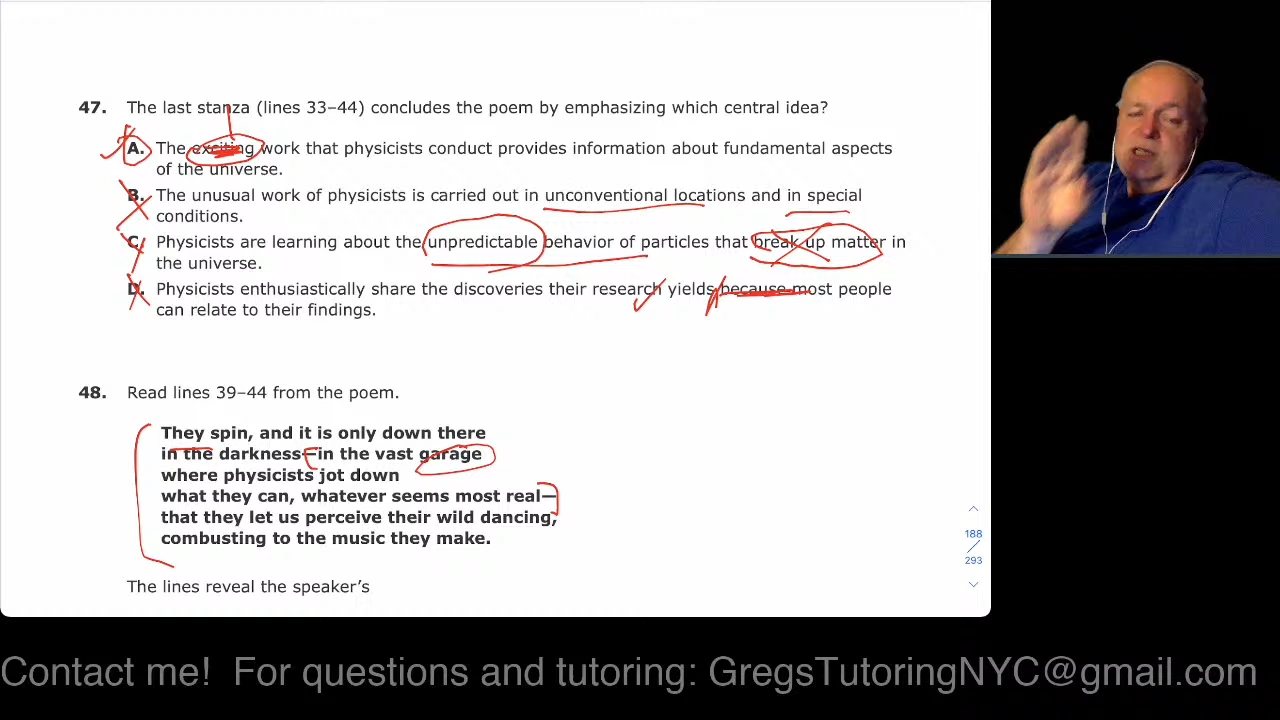 47. The last stanza (lines 33–44) concludes the poem by emphasizing which central idea?
A. The exciting work that physicists conduct provides information about fundamental aspects
of the universe.
B. The unusual work of physicists is carried out in unconventional locations and in special
conditions.
C. Physicists are learning about the unpredictable behavior of particles that break up matter in
the universe.
D. Physicists enthusiastically share the discoveries their research yields because most people
can relate to their findings.
48. Read lines 39–44 from the poem.
They spin, and it is only down there
in the darkness—in the vast garage
where physicists jot down
what they can, whatever seems most real—
that they let us perceive their wild dancing,
combusting to the music they make.
The lines reveal the speaker’s
188
293
Contact me! For questions and tutoring: GregsTutoringNYC@gmail.com